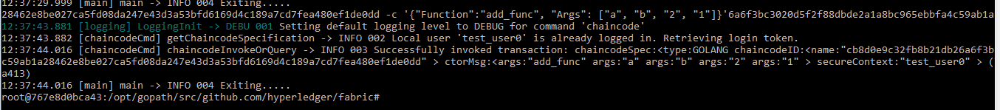 12:37:29.999 [main] main -> INFO 004 Exiting.....
28462e8be027ca5fd08da247e43d3a53bfd6169d4c189a7cd7fea480ef1de0dd -c '{"Function":"add_func", "Args": ["a", "b", "2", "1"]}'6a6f3bc3020d5f2f88dbde2a1a8bc965ebbfa4c59ab1a
12:37:43.881 [logging] LoggingInit -> DEBU 001 Setting default logging level to DEBUG for command 'chaincode'
12:37:43.882 [chaincodeCmd] getChaincodeSpecification -> INFO 002 Local user 'test_user0' is already logged in. Retrieving login token.
12:37:44.016 [chaincodeCmd] chaincodeInvokeOrQuery -> INFO 003 Successfully invoked transaction: chaincodeSpec:<type:GOLANG chaincodeID:<name:"cb8d0e9c32fb8b21db26a6f3b
c59ab1a28462e8be027ca5fd08da247e43d3a53bfd6169d4c189a7cd7fea480ef1de0dd" > ctorMsg:<args:"add_func" args:"a" args:"b" args:"2" args:"1" > secureContext:"test_user0" > (
a413)
12:37:44.016 [main] main -> INFO 004 Exiting.....
root@767e8d0bca43:/opt/gopath/src/github.com/hyperledger/fabric#